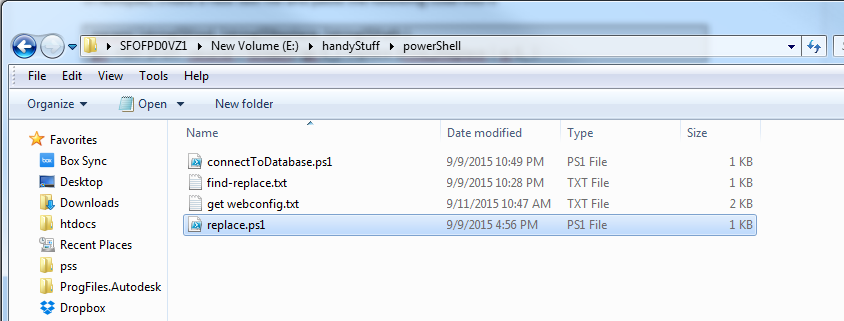 SFOFPD0VZ1 ▸ New Volume (E:) ▸ handyStuff ▸ powerShell
File Edit View Tools Help
Organize Open New folder
Favorites
Box Sync
Desktop
Downloads
htdocs
Recent Places
pss
ProgFiles.Autodesk
Dropbox
Name Date modified Type Size
connectToDatabase.ps1 9/9/2015 10:49 PM PS1 File 1 KB
find-replace.txt 9/9/2015 10:28 PM TXT File 1 KB
get webconfig.txt 9/11/2015 10:47 AM TXT File 2 KB
replace.ps1 9/9/2015 4:56 PM PS1 File 1 KB